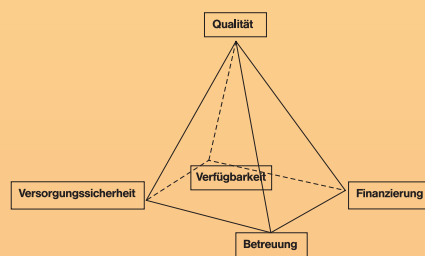 Qualität
Verfügbarkeit
Versorgungssicherheit
Finanzierung
Betreuung